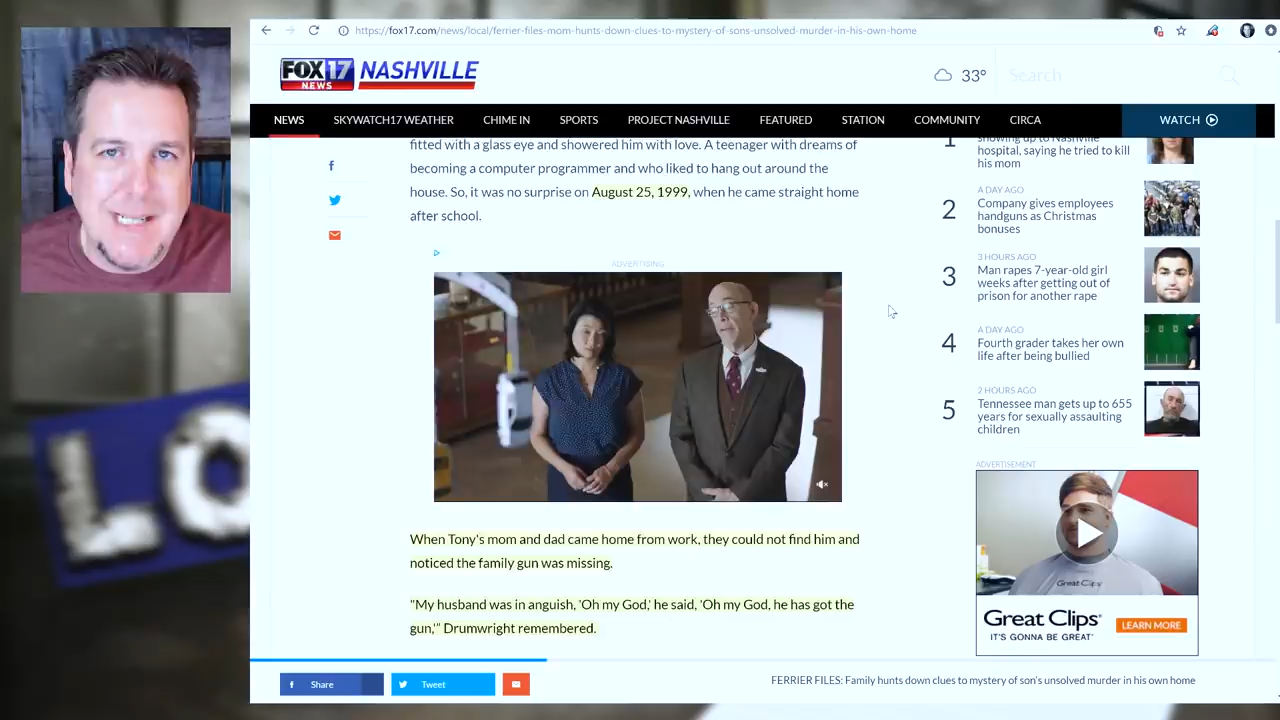 https://fox17.com/news/local/ferrier-files-mom-hunts-down-clues-to-mystery-of-sons-unsolved-murder-in-his-own-home
FOX 17 NASHVILLE
NEWS
33°
Search
NEWS
SKYWATCH17 WEATHER
CHIME IN
SPORTS
PROJECT NASHVILLE
FEATURED
STATION
COMMUNITY
CIRCA
WATCH
fitted with a glass eye and showered him with love. A teenager with dreams of
becoming a computer programmer and who liked to hang out around the
house. So, it was no surprise on August 25, 1999, when he came straight home
after school.
ADVERTISING
When Tony's mom and dad came home from work, they could not find him and
noticed the family gun was missing.
"My husband was in anguish, 'Oh my God,' he said, 'Oh my God, he has got the
gun,'" Drumwright remembered.
1
showing up to Nashville
hospital, saying he tried to kill
his mom
2
A DAY AGO
Company gives employees
handguns as Christmas
bonuses
3
3 HOURS AGO
Man rapes 7-year-old girl
weeks after getting out of
prison for another rape
4
A DAY AGO
Fourth grader takes her own
life after being bullied
5
2 HOURS AGO
Tennessee man gets up to 655
years for sexually assaulting
children
ADVERTISEMENT
Great Clips
Great Clips®
IT'S GONNA BE GREAT®
LEARN MORE
Share
Tweet
FERRIER FILES: Family hunts down clues to mystery of son's unsolved murder in his own home
LO